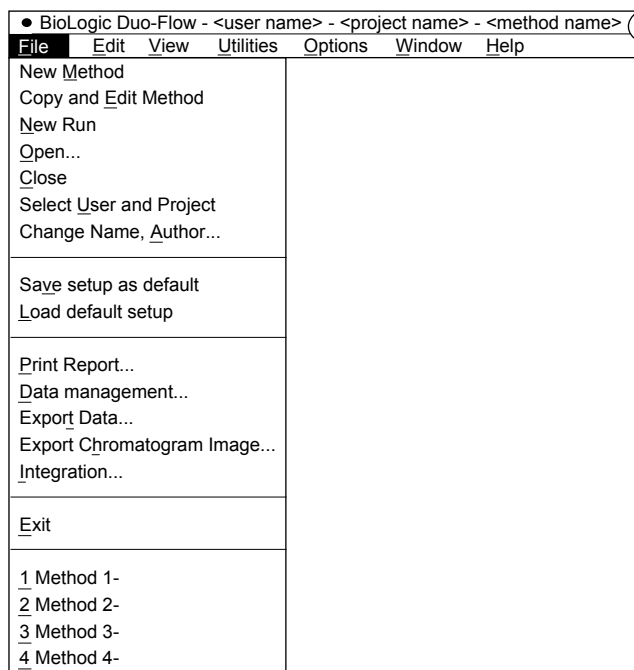 BioLogic Duo-Flow - <user name> - <project name> - <method name>
File Edit View Utilities Options Window Help
New Method
Copy and Edit Method
New Run
Open...
Close
Select User and Project
Change Name, Author...
Save setup as default
Load default setup
Print Report...
Data management...
Export Data...
Export Chromatogram Image...
Integration...
Exit
1 Method 1-
2 Method 2-
3 Method 3-
4 Method 4-